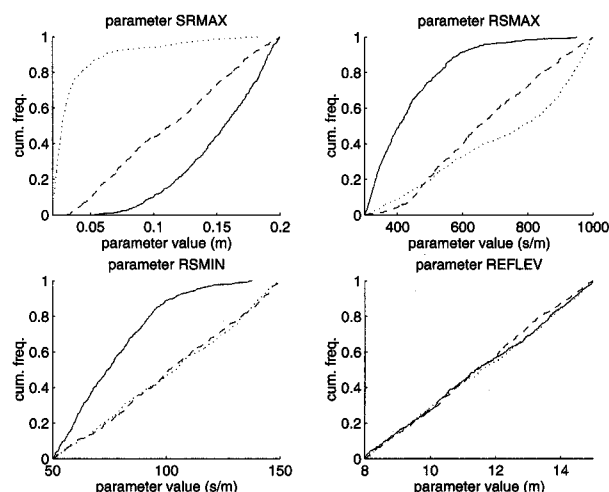 parameter SRMAX
1
0.8
0.6
0.4
0.2
0
cum. freq.
0.05 0.1 0.15 0.2
parameter value (m)
parameter RSMAX
1
0.8
0.6
0.4
0.2
0
cum. freq.
400 600 800 1000
parameter value (s/m)
parameter RSMIN
1
0.8
0.6
0.4
0.2
0
cum. freq.
50 100 150
parameter value (s/m)
parameter REFLEV
1
0.8
0.6
0.4
0.2
0
cum. freq.
8 10 12 14
parameter value (m)